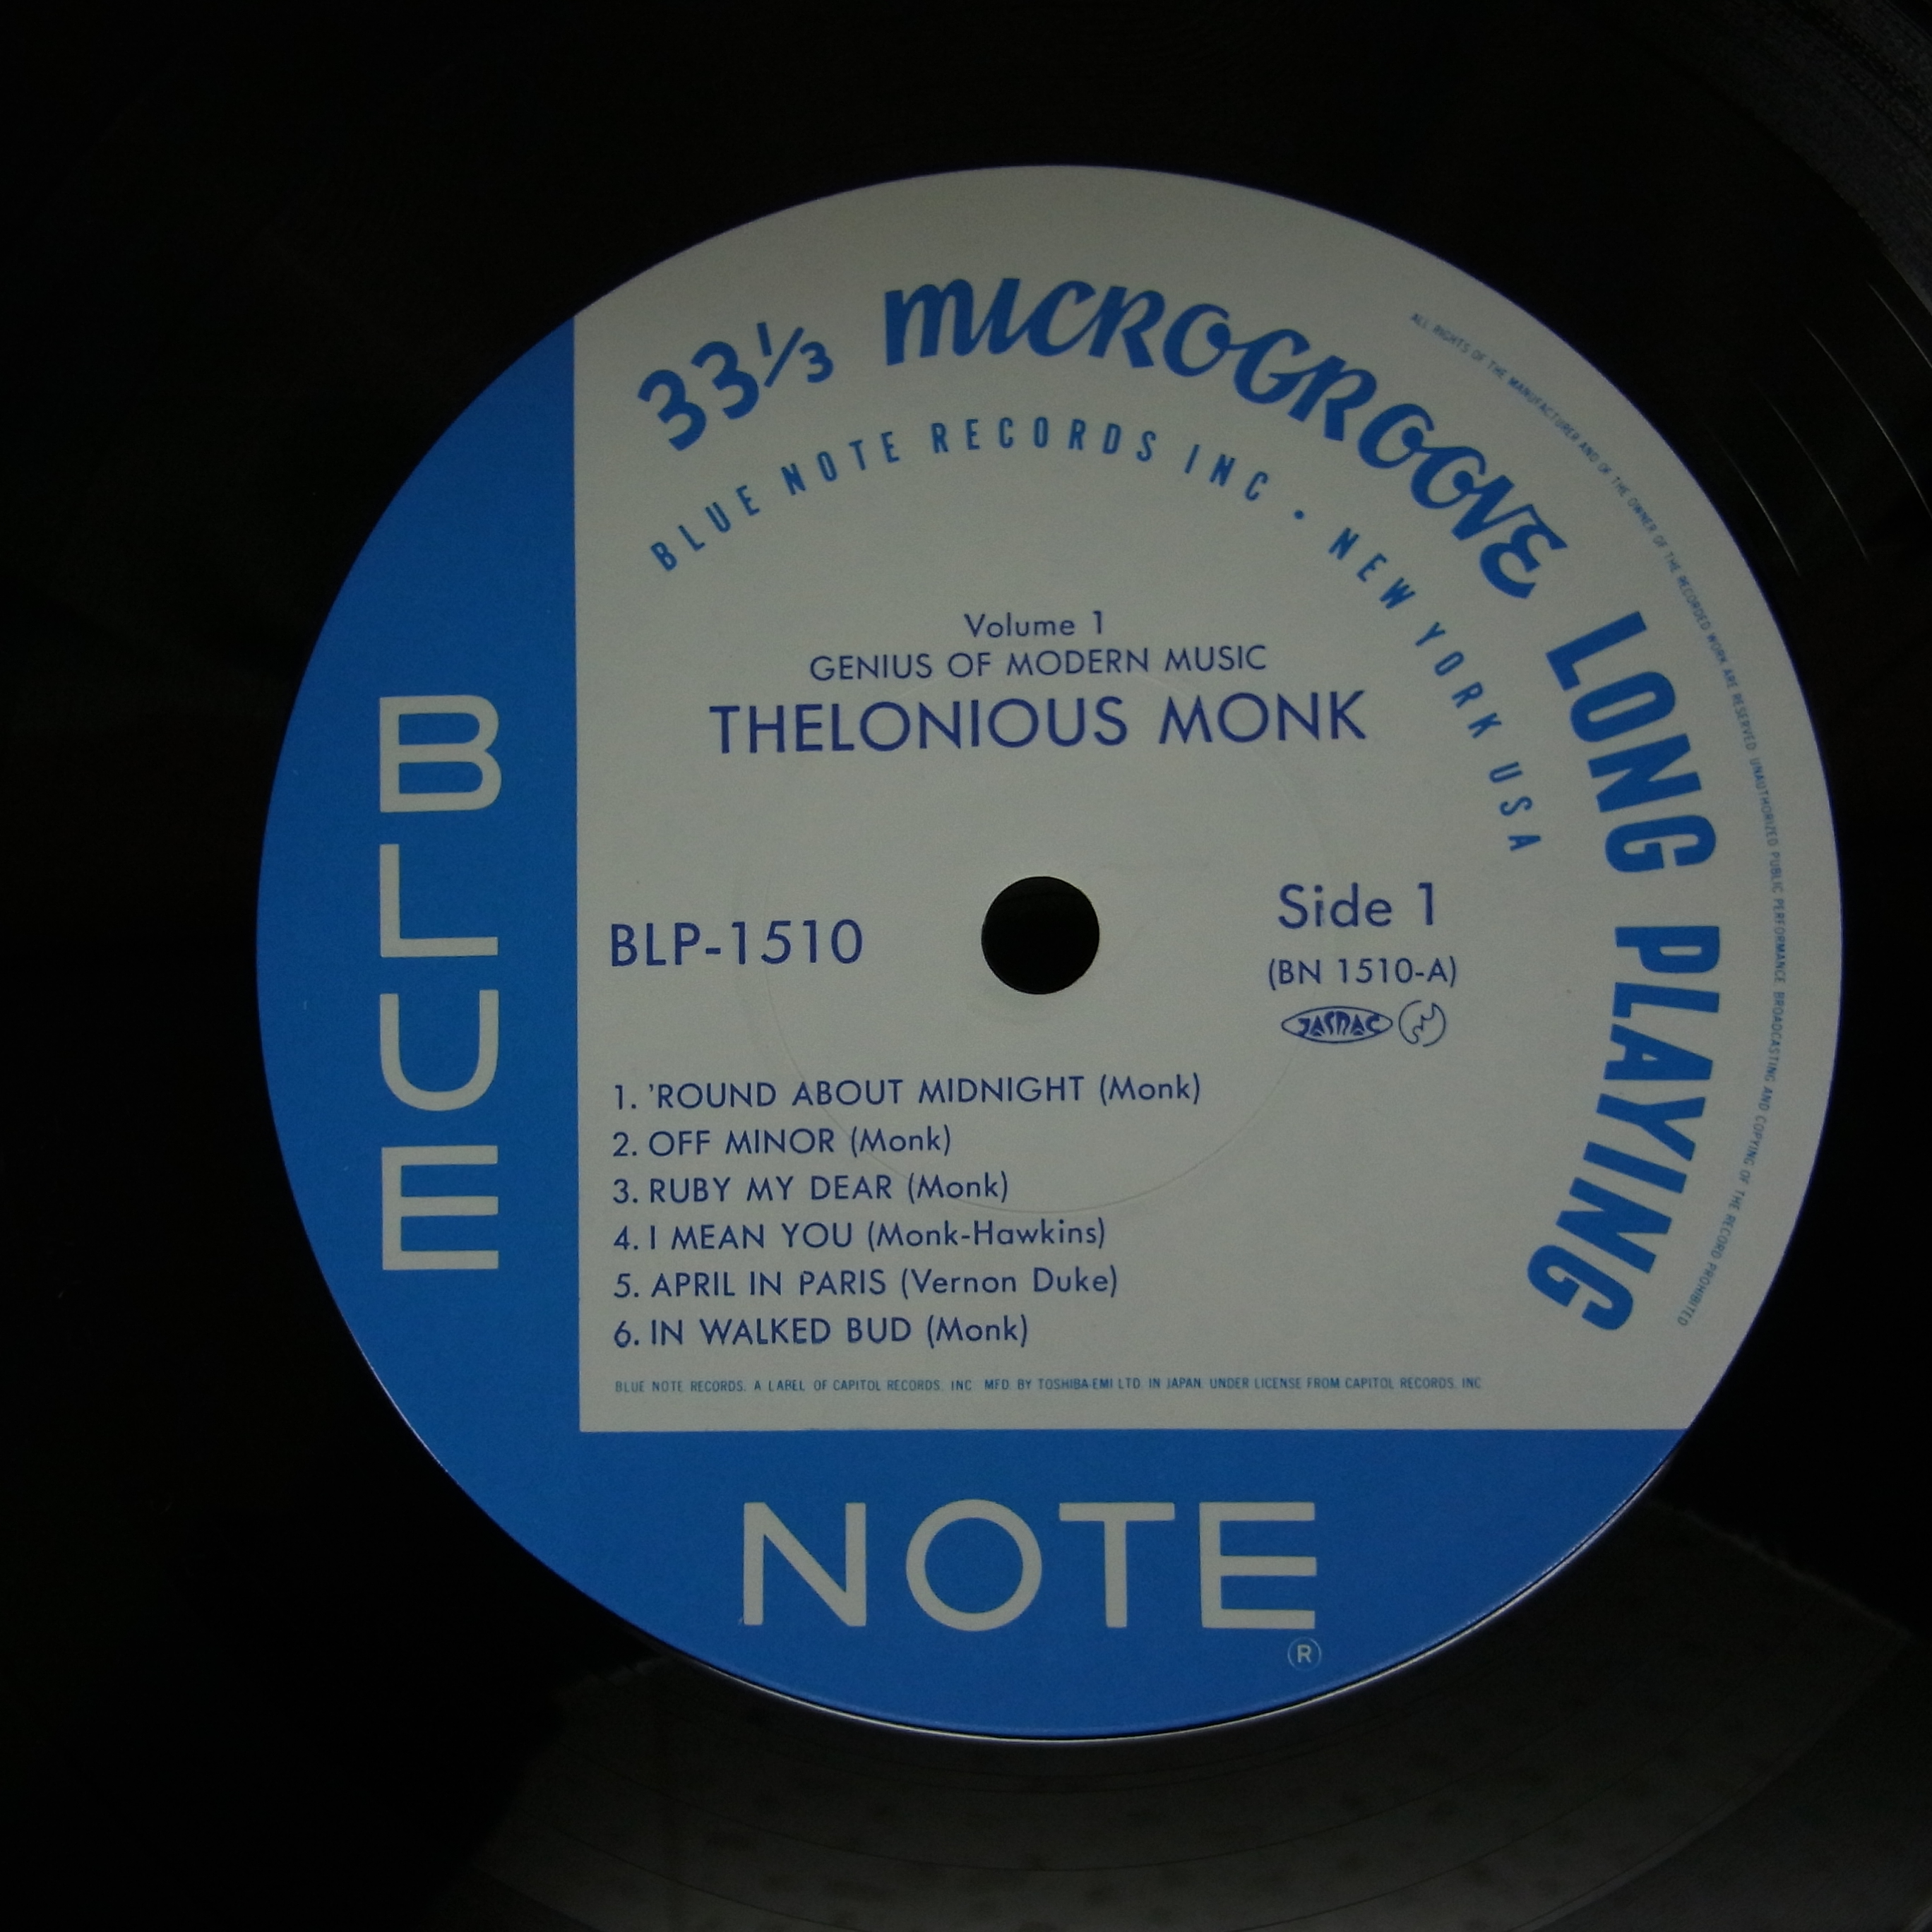 33⅓ MICROGROOVE LONG PLAYING
BLUE NOTE RECORDS INC • NEW YORK USA
ALL RIGHTS OF THE MANUFACTURER AND OF THE OWNER OF THE RECORDED WORK ARE RESERVED. UNAUTHORIZED PUBLIC PERFORMANCE BROADCASTING AND COPYING OF THE RECORD PROHIBITED
Volume 1
GENIUS OF MODERN MUSIC
THELONIOUS MONK
BLP-1510
Side 1
(BN 1510-A)
JASRAC
1. 'ROUND ABOUT MIDNIGHT (Monk)
2. OFF MINOR (Monk)
3. RUBY MY DEAR (Monk)
4. I MEAN YOU (Monk-Hawkins)
5. APRIL IN PARIS (Vernon Duke)
6. IN WALKED BUD (Monk)
BLUE NOTE RECORDS, A LABEL OF CAPITOL RECORDS, INC MFD. BY TOSHIBA-EMI LTD. IN JAPAN. UNDER LICENSE FROM CAPITOL RECORDS, INC
BLUE
NOTE
®